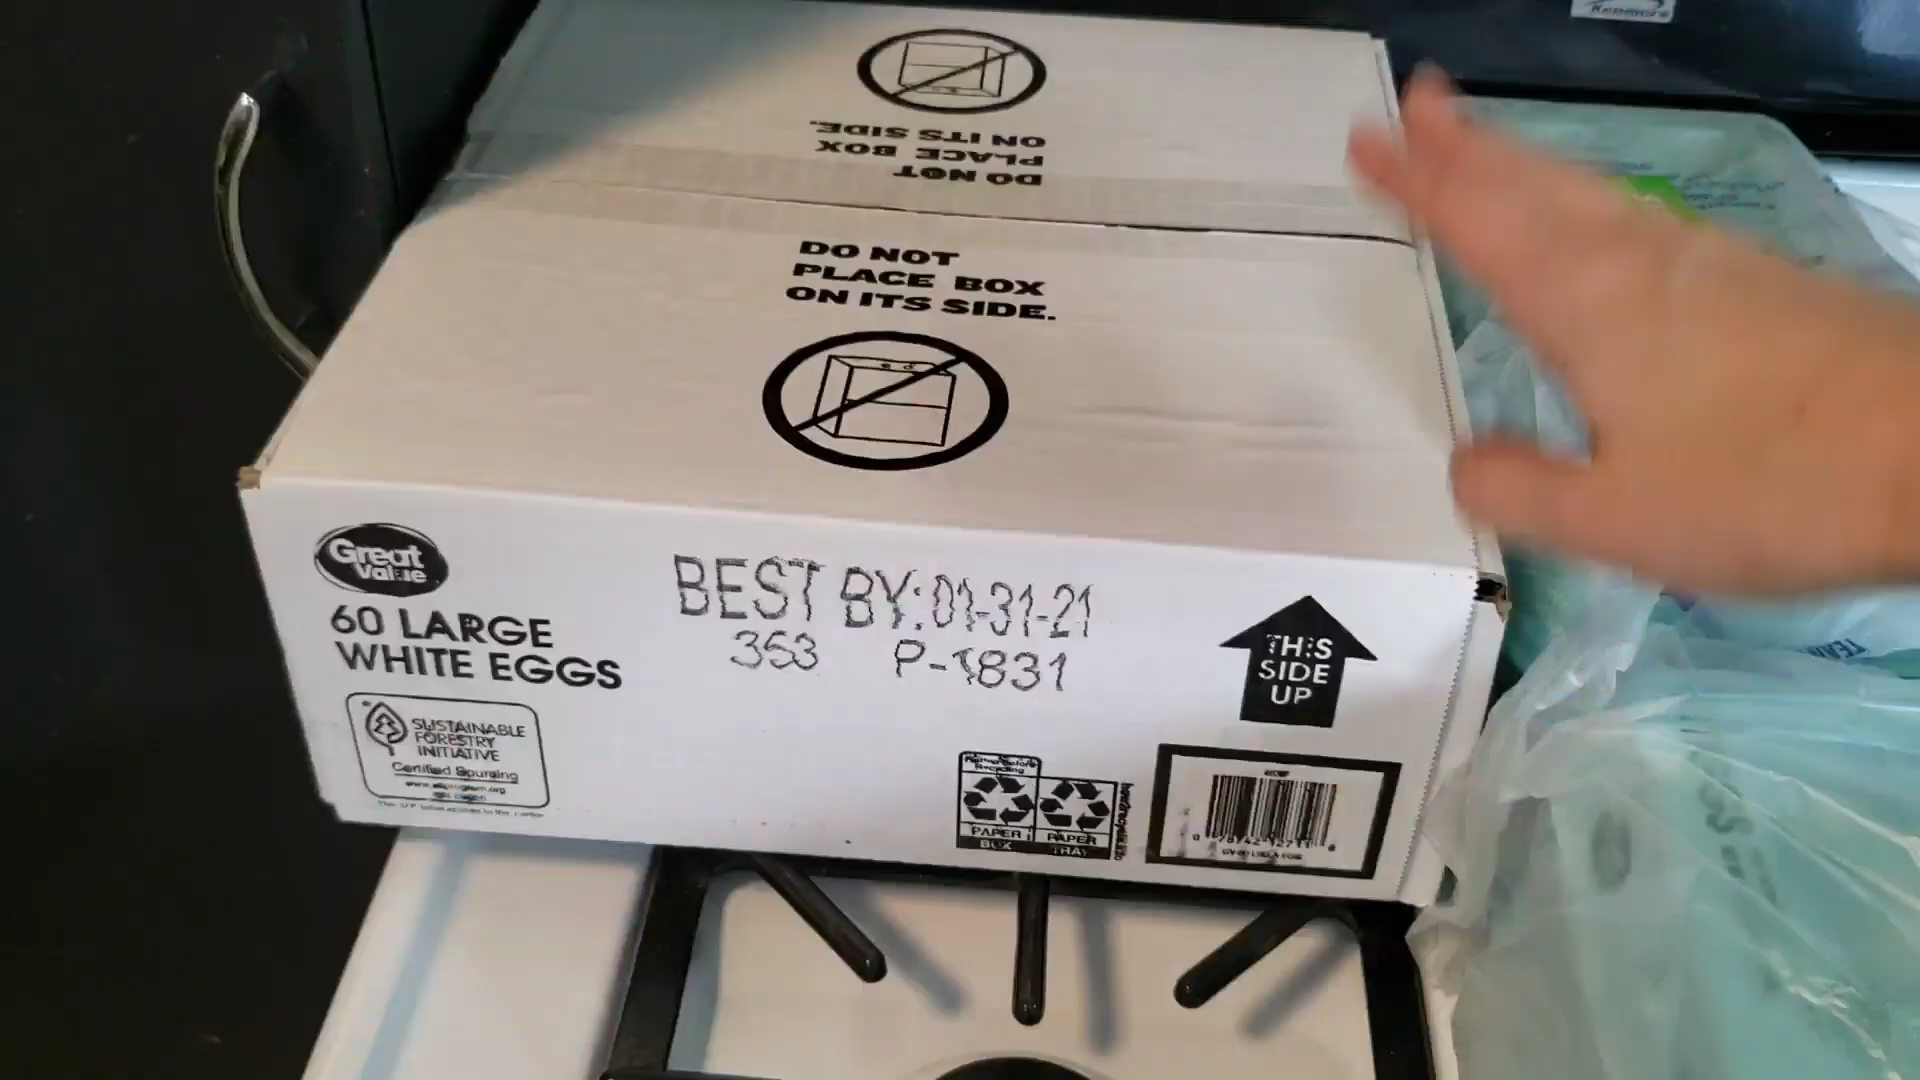 Kenmore
ON ITS SIDE.
PLACE BOX
DO NOT
DO NOT
PLACE BOX
ON ITS SIDE.
Great
Value
60 LARGE
WHITE EGGS
BEST BY:01-31-21
353 P-1831
THIS
SIDE
UP
SUSTAINABLE
FORESTRY
INITIATIVE
Certified Sourcing
PAPER
BOX
PAPER
TRAY